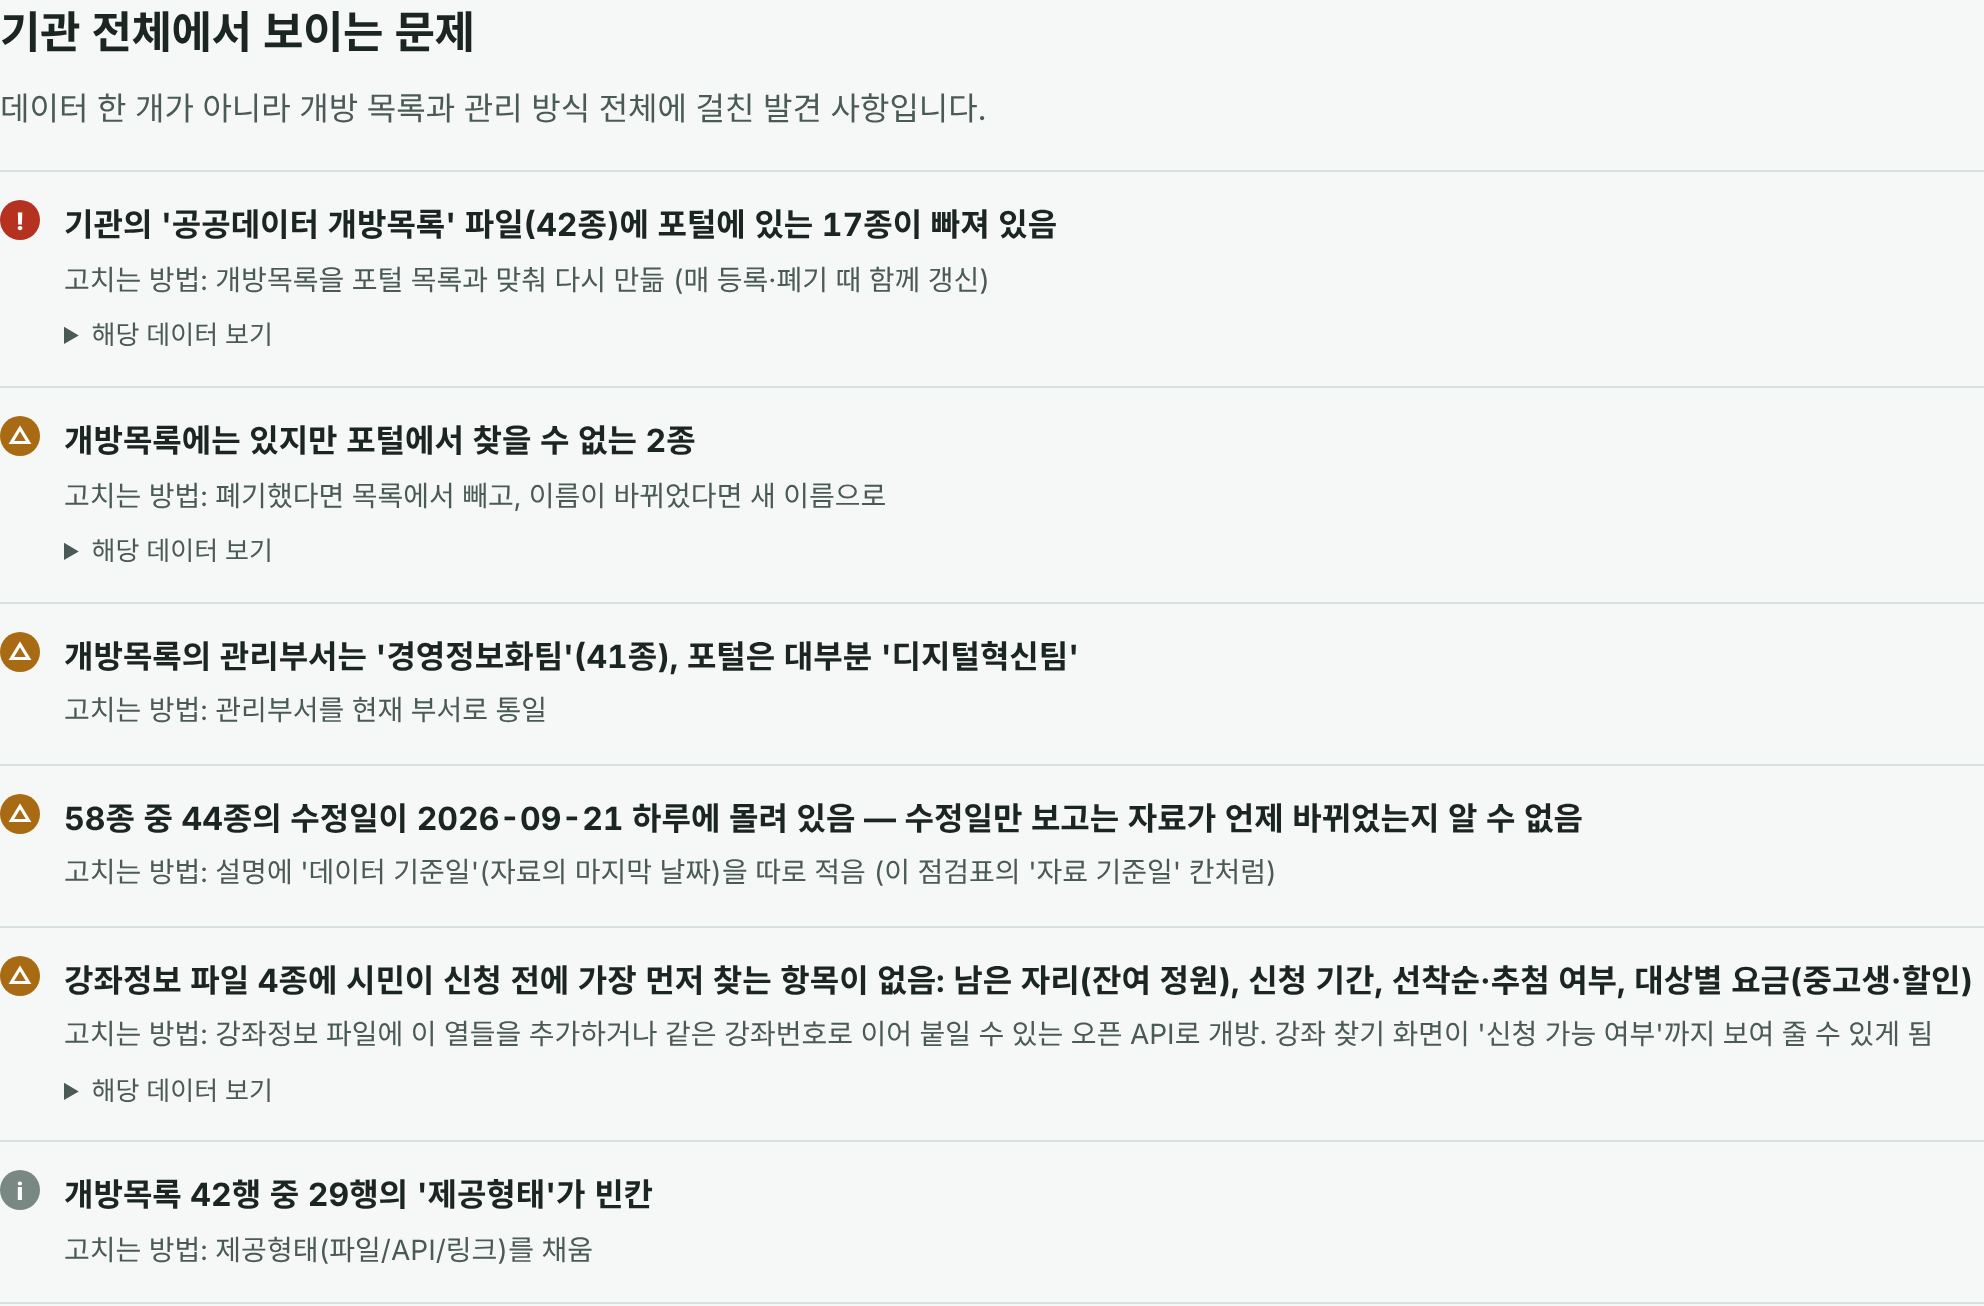 기관 전체에서 보이는 문제
데이터 한 개가 아니라 개방 목록과 관리 방식 전체에 걸친 발견 사항입니다.
기관의 '공공데이터 개방목록' 파일(42종)에 포털에 있는 17종이 빠져 있음
고치는 방법: 개방목록을 포털 목록과 맞춰 다시 만듦 (매 등록·폐기 때 함께 갱신)
▶ 해당 데이터 보기
개방목록에는 있지만 포털에서 찾을 수 없는 2종
고치는 방법: 폐기했다면 목록에서 빼고, 이름이 바뀌었다면 새 이름으로
▶ 해당 데이터 보기
개방목록의 관리부서는 '경영정보화팀'(41종), 포털은 대부분 '디지털혁신팀'
고치는 방법: 관리부서를 현재 부서로 통일
58종 중 44종의 수정일이 2026-09-21 하루에 몰려 있음 — 수정일만 보고는 자료가 언제 바뀌었는지 알 수 없음
고치는 방법: 설명에 '데이터 기준일'(자료의 마지막 날짜)을 따로 적음 (이 점검표의 '자료 기준일' 칸처럼)
강좌정보 파일 4종에 시민이 신청 전에 가장 먼저 찾는 항목이 없음: 남은 자리(잔여 정원), 신청 기간, 선착순·추첨 여부, 대상별 요금(중고생·할인)
고치는 방법: 강좌정보 파일에 이 열들을 추가하거나 같은 강좌번호로 이어 붙일 수 있는 오픈 API로 개방. 강좌 찾기 화면이 '신청 가능 여부'까지 보여 줄 수 있게 됨
▶ 해당 데이터 보기
개방목록 42행 중 29행의 '제공형태'가 빈칸
고치는 방법: 제공형태(파일/API/링크)를 채움